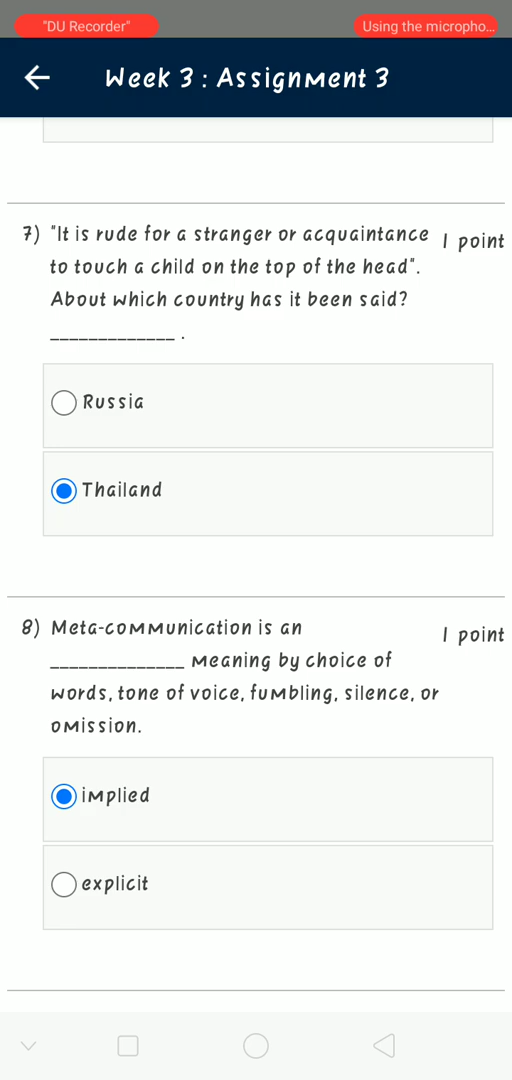 "DU Recorder"
Using the micropho...
Week 3 : Assignment 3
7) "It is rude for a stranger or acquaintance 1 point
to touch a child on the top of the head".
About which country has it been said?
_____________ .
Russia
Thailand
8) Meta-communication is an 1 point
______________ meaning by choice of
words, tone of voice, fumbling, silence, or
omission.
implied
explicit